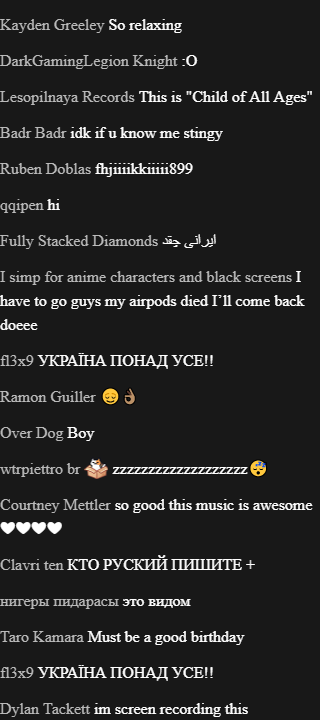 Kayden Greeley So relaxing
DarkGamingLegion Knight :O
Lesopilnaya Records This is "Child of All Ages"
Badr Badr idk if u know me stingy
Ruben Doblas fhjiiiikkiiiii899
qqipen hi
Fully Stacked Diamonds ایرانی جقد
I simp for anime characters and black screens I
have to go guys my airpods died I’ll come back
doeee
fl3x9 УКРАЇНА ПОНАД УСЕ!!
Ramon Guiller 😔👌🏽
Over Dog Boy
wtrpiettro br zzzzzzzzzzzzzzzzzzz😴
Courtney Mettler so good this music is awesome
🤍🤍🤍🤍
Clavri ten КТО РУСКИЙ ПИШИТЕ +
нигеры пидарасы это видом
Taro Kamara Must be a good birthday
fl3x9 УКРАЇНА ПОНАД УСЕ!!
Dylan Tackett im screen recording this